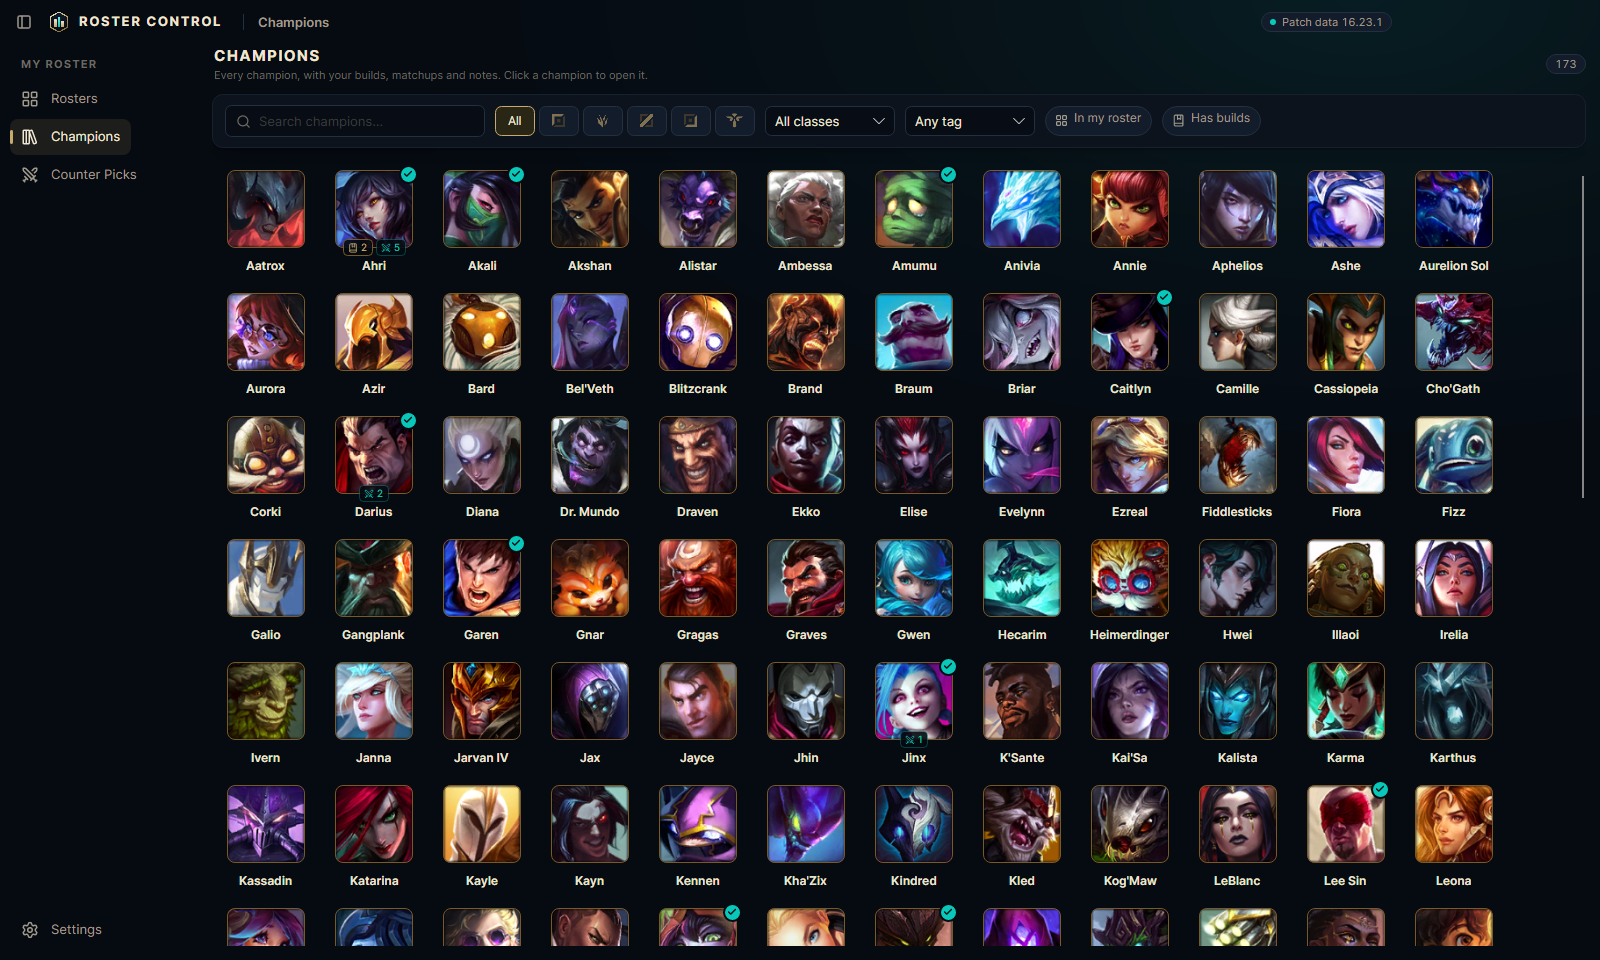 ROSTER CONTROL
Champions
Patch data 16.23.1
MY ROSTER
Rosters
Champions
Counter Picks
Settings
CHAMPIONS
Every champion, with your builds, matchups and notes. Click a champion to open it.
173
Search champions...
All
All classes
Any tag
In my roster
Has builds
2
5
Aatrox
Ahri
Akali
Akshan
Alistar
Ambessa
Amumu
Anivia
Annie
Aphelios
Ashe
Aurelion Sol
Aurora
Azir
Bard
Bel'Veth
Blitzcrank
Brand
Braum
Briar
Caitlyn
Camille
Cassiopeia
Cho'Gath
2
Corki
Darius
Diana
Dr. Mundo
Draven
Ekko
Elise
Evelynn
Ezreal
Fiddlesticks
Fiora
Fizz
Galio
Gangplank
Garen
Gnar
Gragas
Graves
Gwen
Hecarim
Heimerdinger
Hwei
Illaoi
Irelia
1
Ivern
Janna
Jarvan IV
Jax
Jayce
Jhin
Jinx
K'Sante
Kai'Sa
Kalista
Karma
Karthus
Kassadin
Katarina
Kayle
Kayn
Kennen
Kha'Zix
Kindred
Kled
Kog'Maw
LeBlanc
Lee Sin
Leona